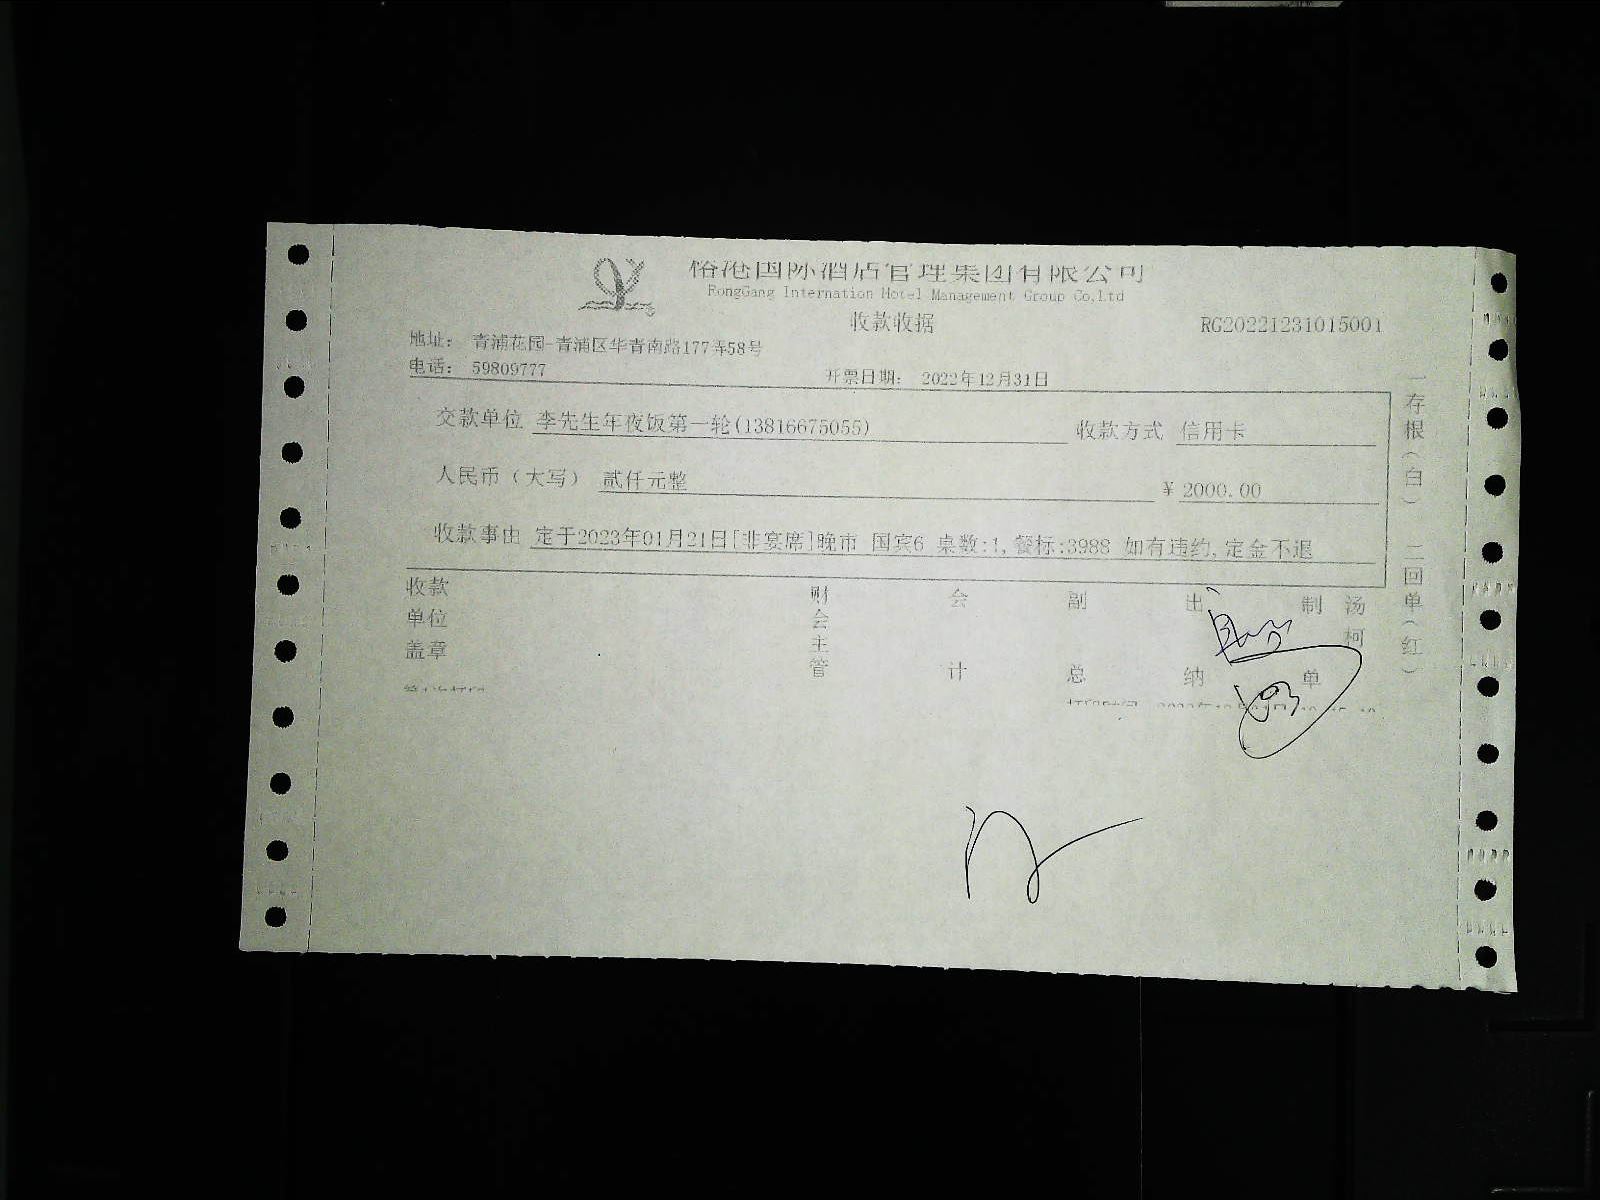 国际酒店管理集团有限公司
RongGang Internation Hotel Management Group Co,Ltd
收款收据
RG20221231015001
地址： 青浦花园-青浦区华青南路177弄58号
电话： 59809777
开票日期： 2022年12月31日
交款单位 李先生年夜饭第一轮(13816675055) 收款方式 信用卡
人民币（大写） 贰仟元整 ¥ 2000.00
收款事由 定于2023年01月21日[非宴席]晚市 国宾6 桌数:1,餐标:3988 如有违约,定金不退
收款单位盖章
财会主管
会计
副总
出纳
制单
汤柯
一存根（白）
二回单（红）